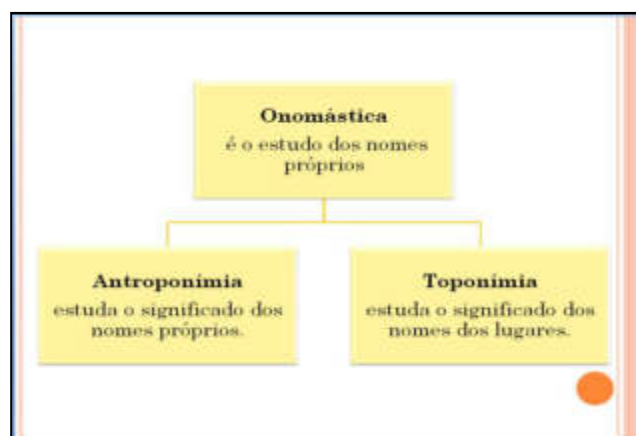 Onomástica
é o estudo dos nomes
próprios
Antroponímia
estuda o significado dos
nomes próprios.
Toponímia
estuda o significado dos
nomes dos lugares.